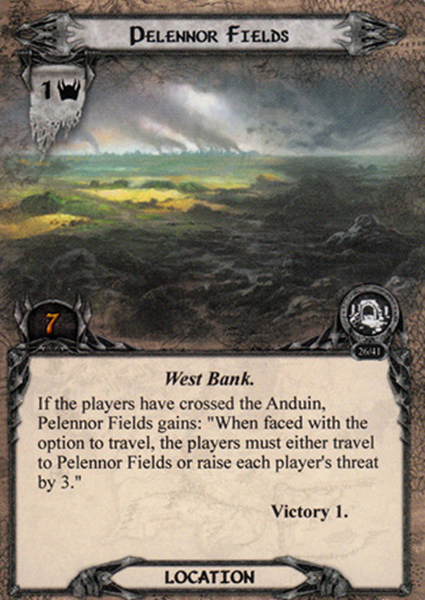 Pelennor Fields
1
7
26/41
West Bank.
If the players have crossed the Anduin,
Pelennor Fields gains: "When faced with the
option to travel, the players must either travel
to Pelennor Fields or raise each player's threat
by 3."
Victory 1.
LOCATION